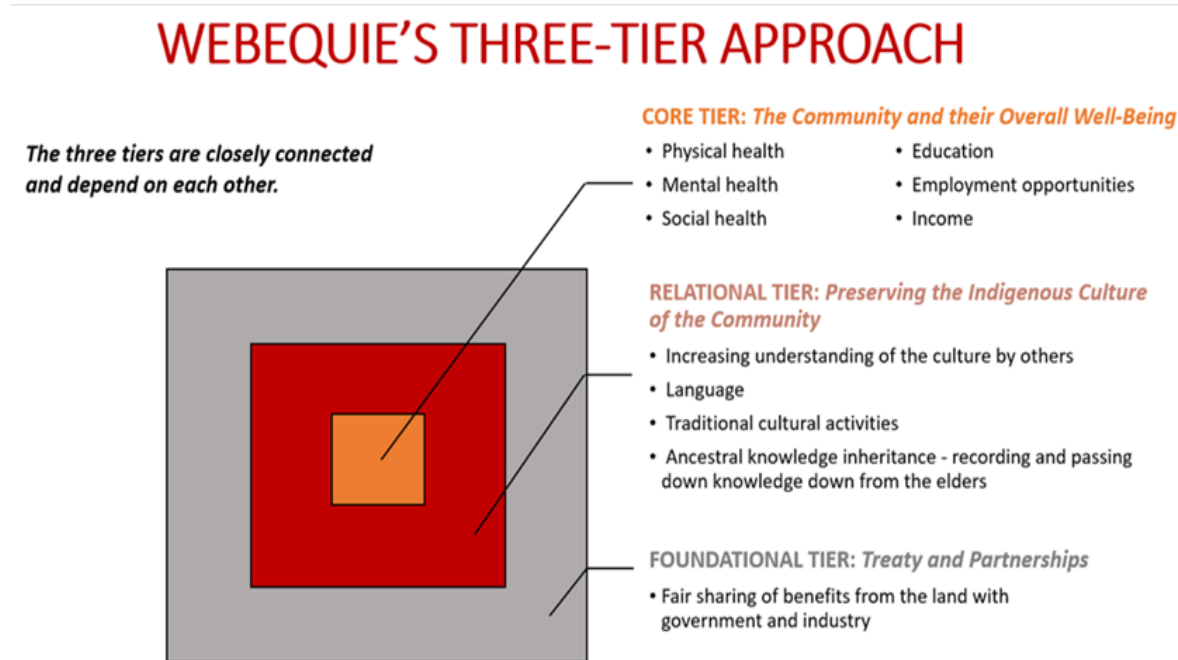 WEBEQUIE'S THREE-TIER APPROACH
The three tiers are closely connected
and depend on each other.
CORE TIER: The Community and their Overall Well-Being
• Physical health
• Mental health
• Social health
• Education
• Employment opportunities
• Income
RELATIONAL TIER: Preserving the Indigenous Culture
of the Community
• Increasing understanding of the culture by others
• Language
• Traditional cultural activities
• Ancestral knowledge inheritance - recording and passing
down knowledge down from the elders
FOUNDATIONAL TIER: Treaty and Partnerships
• Fair sharing of benefits from the land with
government and industry